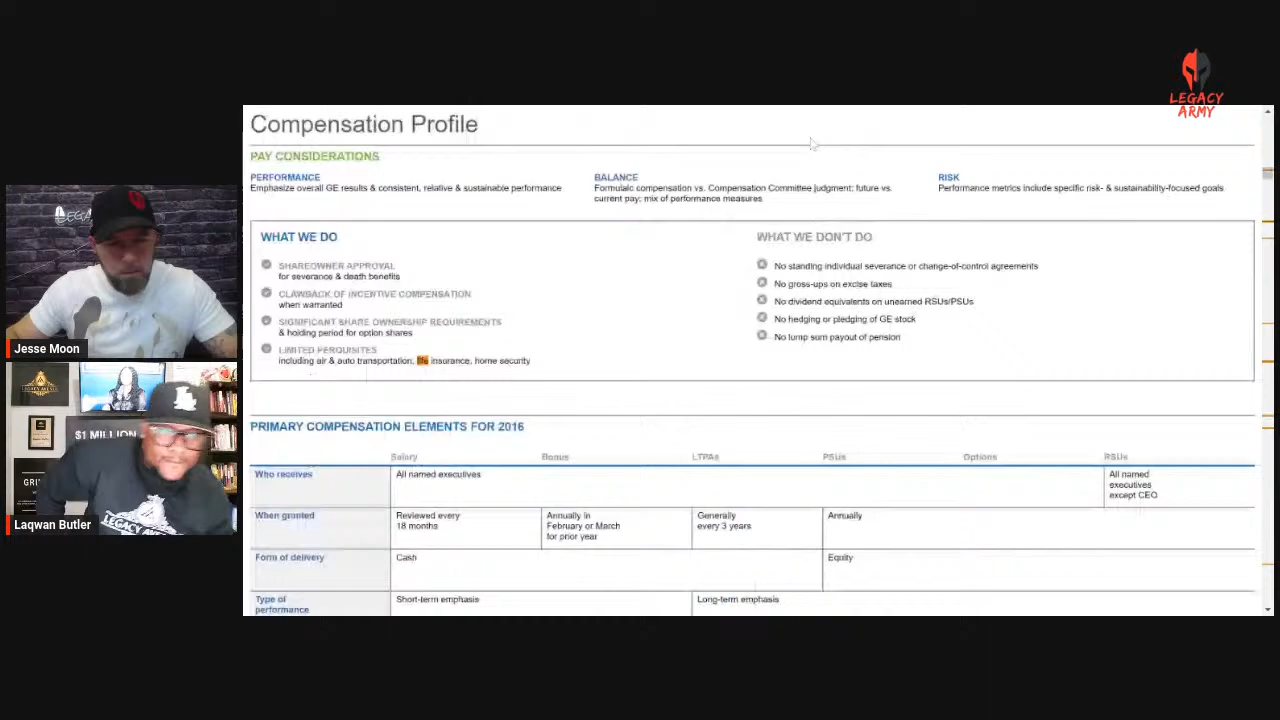 LEGACY
ARMY
Compensation Profile
PAY CONSIDERATIONS
PERFORMANCE
Emphasize overall GE results & consistent, relative & sustainable performance
BALANCE
Formulaic compensation vs. Compensation Committee judgment; future vs.
current pay; mix of performance measures
RISK
Performance metrics include specific risk- & sustainability-focused goals
WHAT WE DO
SHAREOWNER APPROVAL
for severance & death benefits
CLAWBACK OF INCENTIVE COMPENSATION
when warranted
SIGNIFICANT SHARE OWNERSHIP REQUIREMENTS
& holding period for option shares
LIMITED PERQUISITES
including air & auto transportation, life insurance, home security
WHAT WE DON'T DO
No standing individual severance or change-of-control agreements
No gross-ups on excise taxes
No dividend equivalents on unearned RSUs/PSUs
No hedging or pledging of GE stock
No lump sum payout of pension
PRIMARY COMPENSATION ELEMENTS FOR 2016
Salary Bonus LTPAs PSUs Options RSUs
Who receives
All named executives
All named
executives
except CEO
When granted
Reviewed every
18 months
Annually in
February or March
for prior year
Generally
every 3 years
Annually
Form of delivery
Cash
Equity
Type of
performance
Short-term emphasis
Long-term emphasis
Jesse Moon
$1 MILLION
LEGACY
Laqwan Butler